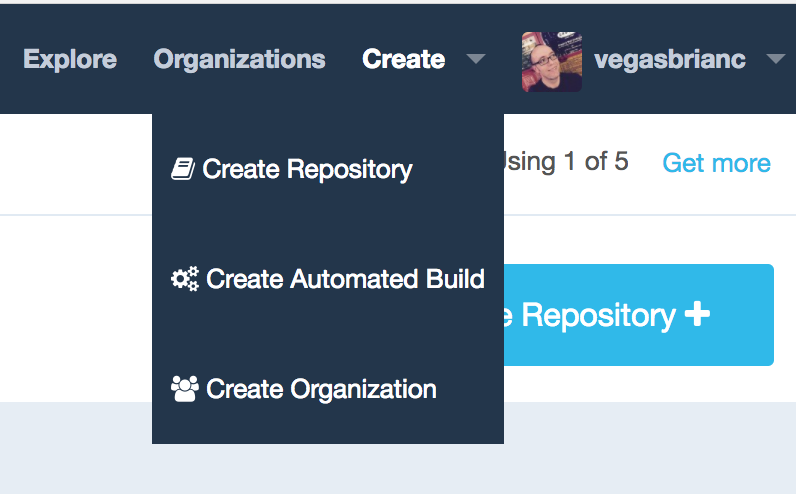 Explore Organizations Create vegasbrianc
Create Repository
Using 1 of 5 Get more
Create Automated Build
Repository
Create Organization